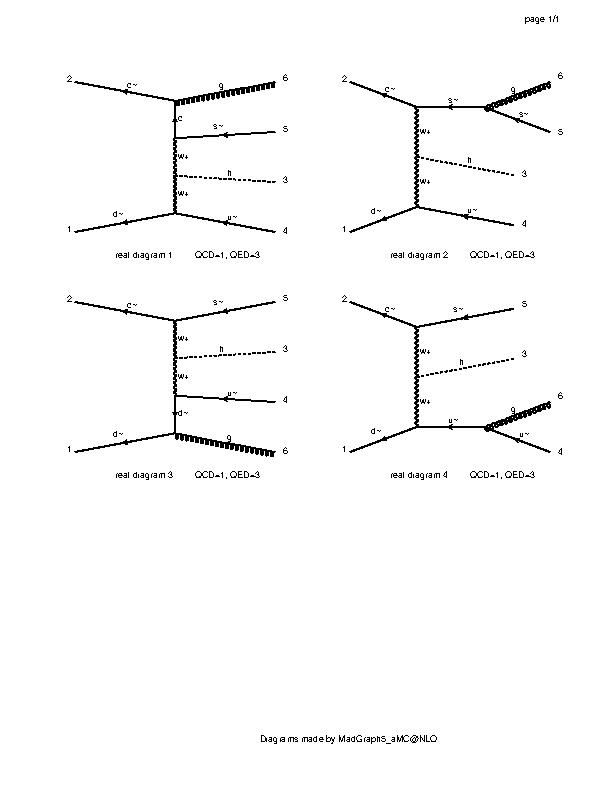 page 1/1
2
c~
g
6
c
s~
5
w+
h
3
w+
d~
u~
1
4
real diagram 1 QCD=1, QED=3
2
c~
s~
g
6
s~
5
w+
h
3
w+
d~
u~
4
1
real diagram 2 QCD=1, QED=3
2
c~
s~
5
w+
h
3
w+
u~
4
d~
d~
g
1
6
real diagram 3 QCD=1, QED=3
2
c~
s~
5
w+
h
3
w+
g
6
d~
u~
u~
1
4
real diagram 4 QCD=1, QED=3
Diagrams made by MadGraph5_aMC@NLO